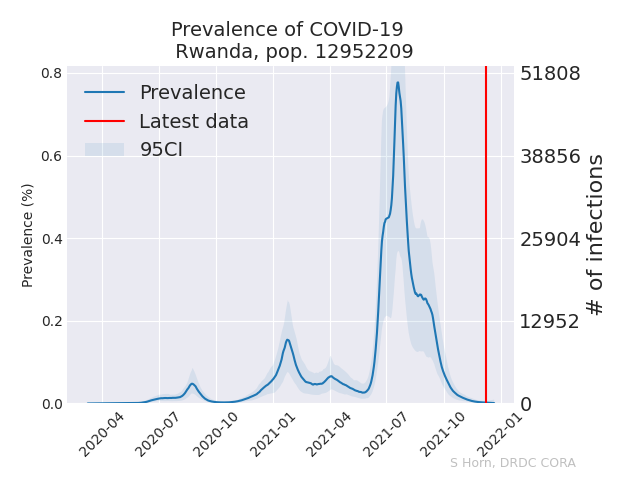 Prevalence of COVID-19
Rwanda, pop. 12952209
Prevalence
Latest data
95CI
Prevalence (%)
0.8
0.6
0.4
0.2
0.0
51808
38856
25904
12952
0
# of infections
2020-04
2020-07
2020-10
2021-01
2021-04
2021-07
2021-10
2022-01
S Horn, DRDC CORA